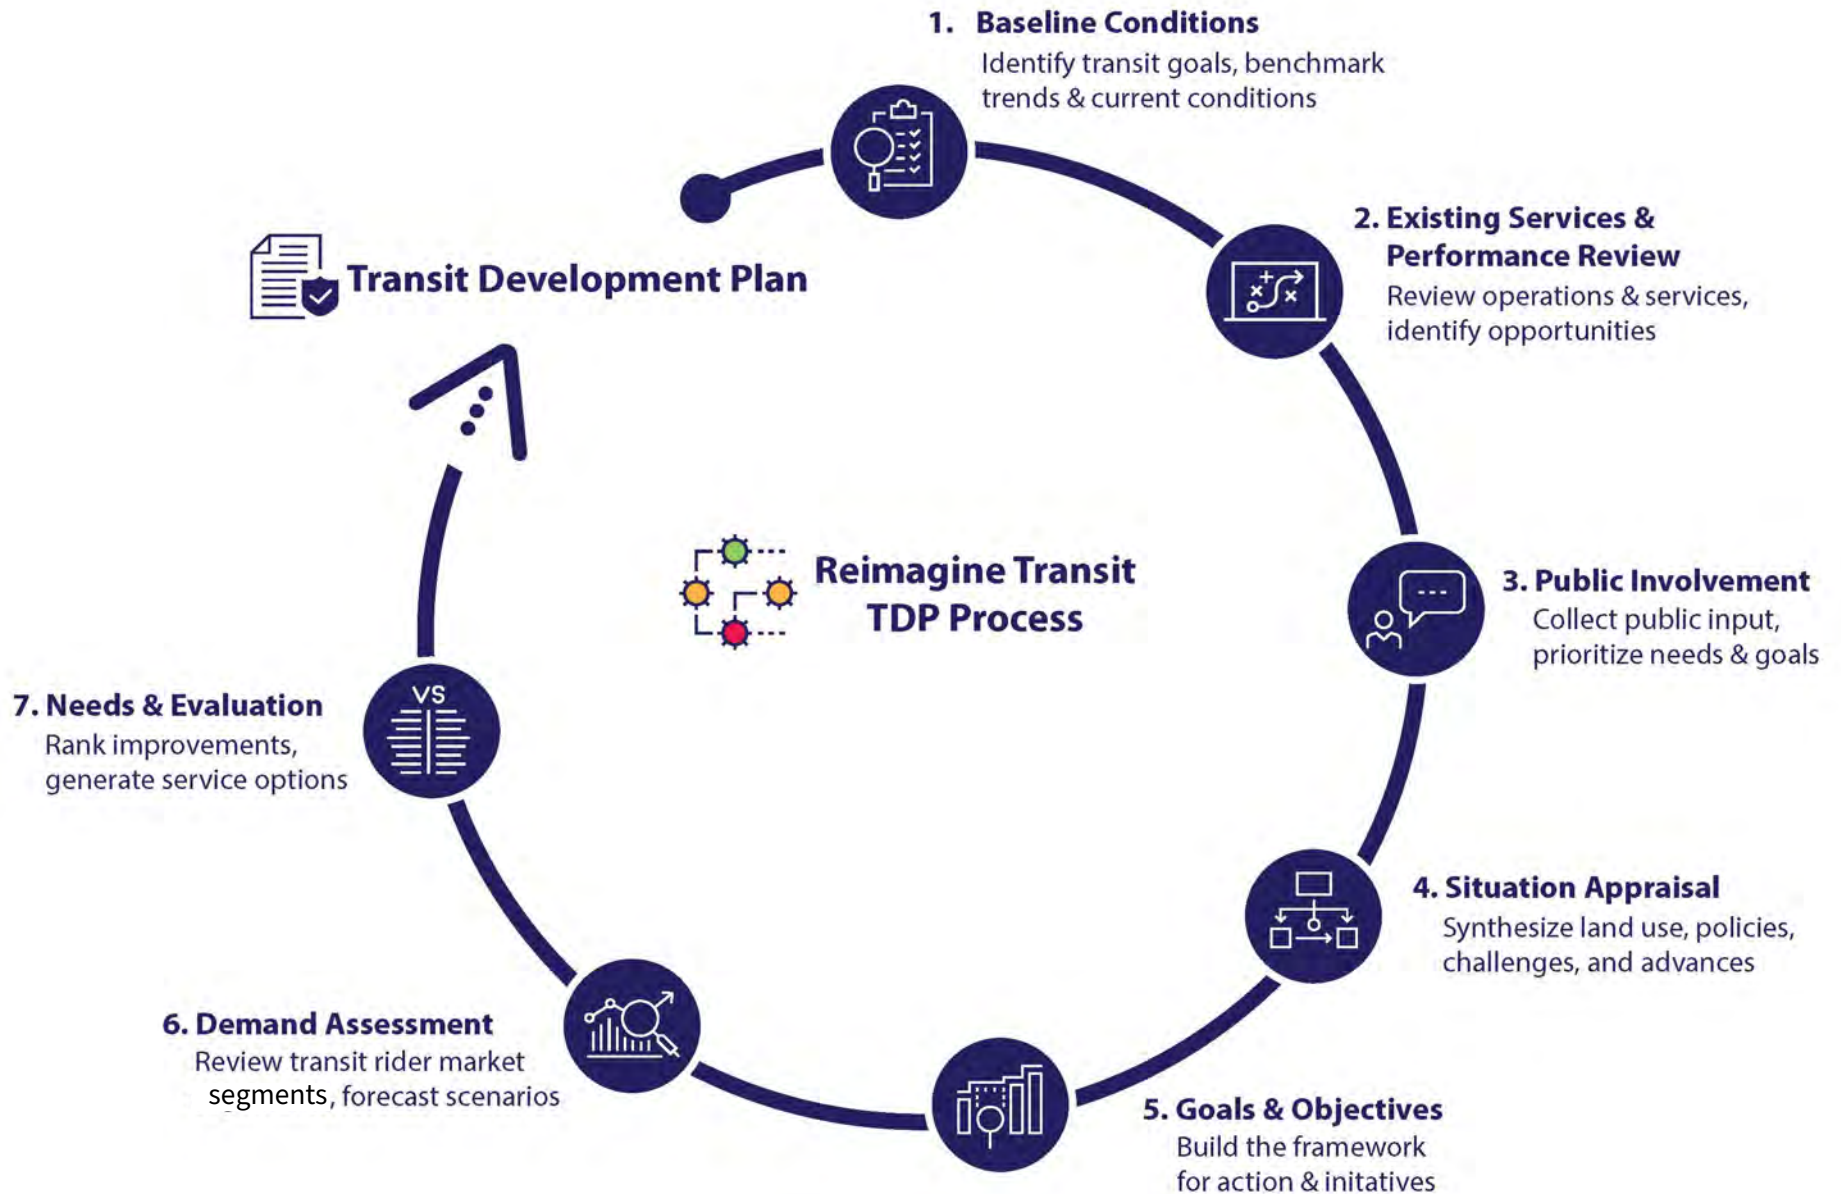 1. Baseline Conditions
Identify transit goals, benchmark
trends & current conditions
2. Existing Services &
Performance Review
Review operations & services,
identify opportunities
Transit Development Plan
Reimagine Transit
TDP Process
3. Public Involvement
Collect public input,
prioritize needs & goals
4. Situation Appraisal
Synthesize land use, policies,
challenges, and advances
5. Goals & Objectives
Build the framework
for action & initatives
6. Demand Assessment
Review transit rider market
segments, forecast scenarios
7. Needs & Evaluation
Rank improvements,
generate service options
VS